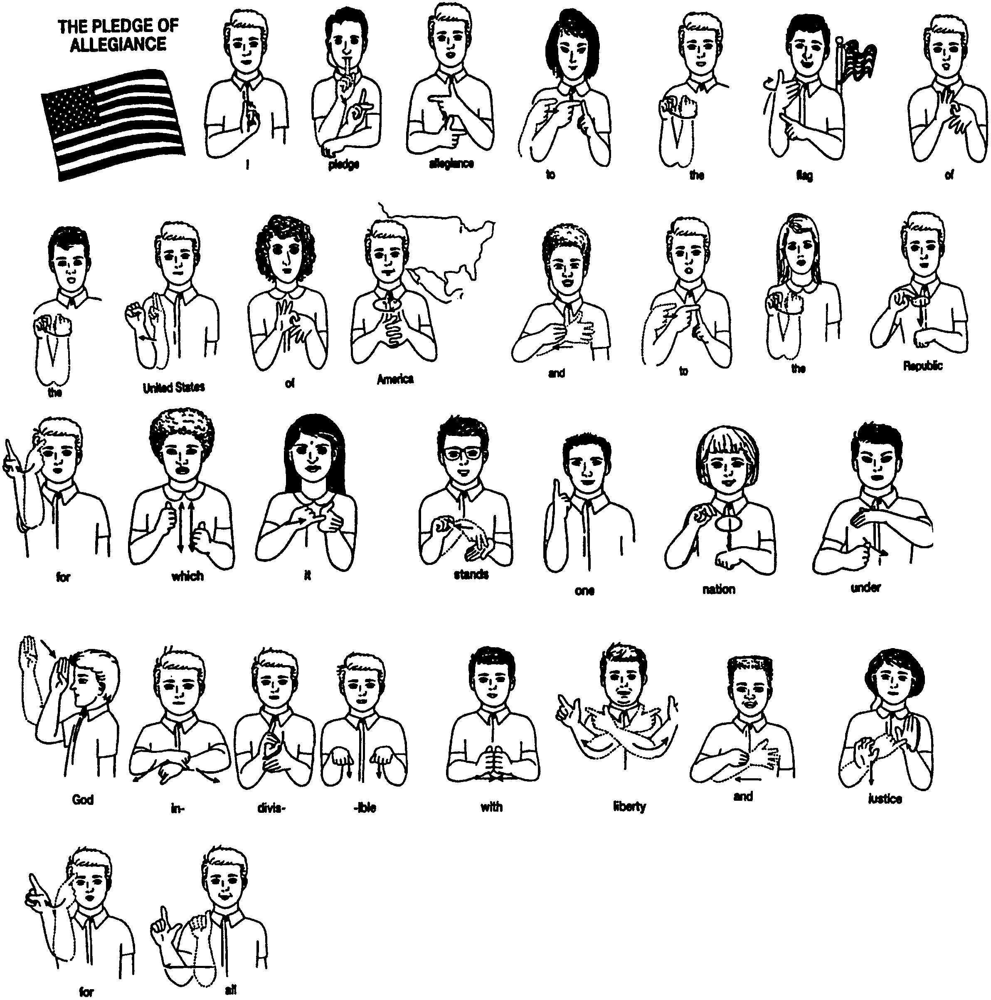 THE PLEDGE OF
ALLEGIANCE
I pledge allegiance to the flag of
the United States of America and to the Republic
for which it stands one nation under
God in- divis- -ible with liberty and justice
for all